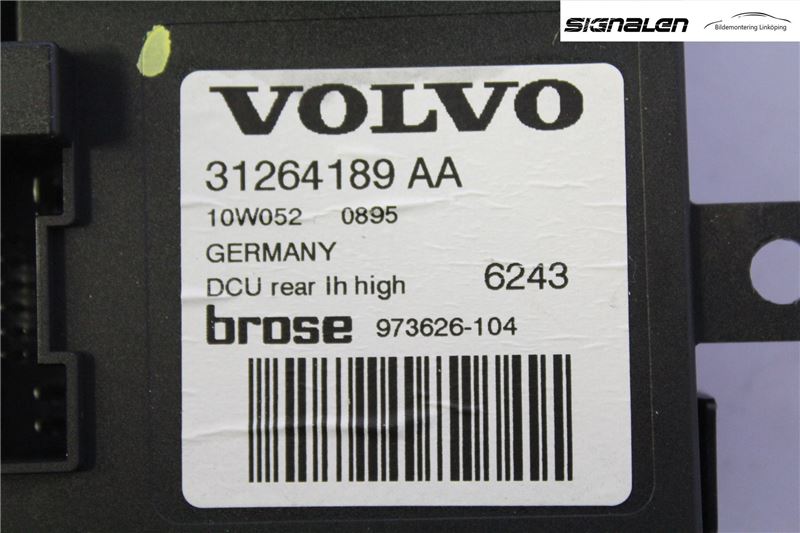 SIGNALEN
Bildemontering Linköping
VOLVO
31264189 AA
10W052 0895
GERMANY
DCU rear lh high 6243
brose 973626-104